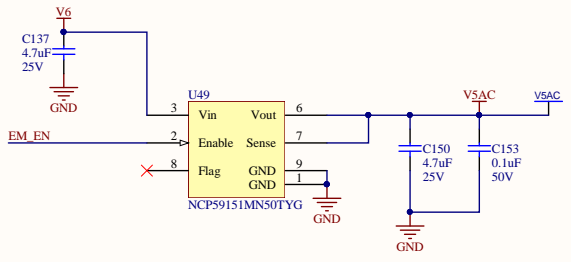 V6
C137
4.7uF
25V
GND
U49
3 Vin Vout 6
EM_EN 2 Enable Sense 7
8 Flag GND 9
GND 1
NCP59151MN50TYG
GND
V5AC
V5AC
C150
4.7uF
25V
C153
0.1uF
50V
GND